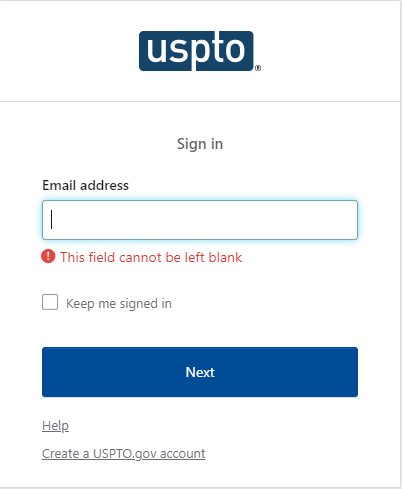 uspto®
Sign in
Email address
This field cannot be left blank
Keep me signed in
Next
Help
Create a USPTO.gov account